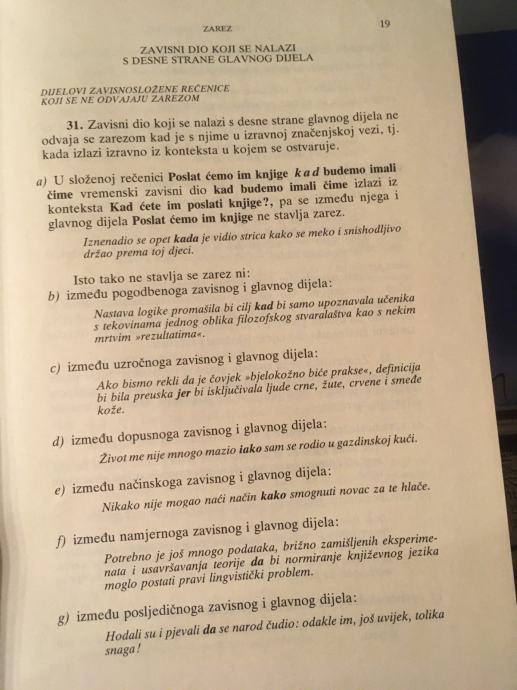 ZAREZ
19
ZAVISNI DIO KOJI SE NALAZI
S DESNE STRANE GLAVNOG DIJELA
DIJELOVI ZAVISNOSLOŽENE REČENICE
KOJI SE NE ODVAJAJU ZAREZOM
31. Zavisni dio koji se nalazi s desne strane glavnog dijela ne
odvaja se zarezom kad je s njime u izravnoj značenjskoj vezi, tj.
kada izlazi izravno iz konteksta u kojem se ostvaruje.
a) U složenoj rečenici Poslat ćemo im knjige kad budemo imali
čime vremenski zavisni dio kad budemo imali čime izlazi iz
konteksta Kad ćete im poslati knjige?, pa se između njega i
glavnog dijela Poslat ćemo im knjige ne stavlja zarez.
Iznenadio se opet kada je vidio strica kako se meko i snishodljivo
držao prema toj djeci.
Isto tako ne stavlja se zarez ni:
b) između pogodbenoga zavisnog i glavnog dijela:
Nastava logike promašila bi cilj kad bi samo upoznavala učenika
s tekovinama jednog oblika filozofskog stvaralaštva kao s nekim
mrtvim »rezultatima«.
c) između uzročnoga zavisnog i glavnog dijela:
Ako bismo rekli da je čovjek »bjelokožno biće prakse«, definicija
bi bila preuska jer bi isključivala ljude crne, žute, crvene i smeđe
kože.
d) između dopusnoga zavisnog i glavnog dijela:
Život me nije mnogo mazio iako sam se rodio u gazdinskoj kući.
e) između načinskoga zavisnog i glavnog dijela:
Nikako nije mogao naći način kako smognuti novac za te hlače.
f) između namjernoga zavisnog i glavnog dijela:
Potrebno je još mnogo podataka, brižno zamišljenih eksperime-
nata i usavršavanja teorije da bi normiranje književnog jezika
moglo postati pravi lingvistički problem.
g) između posljedičnoga zavisnog i glavnog dijela:
Hodali su i pjevali da se narod čudio: odakle im, još uvijek, tolika
snaga!